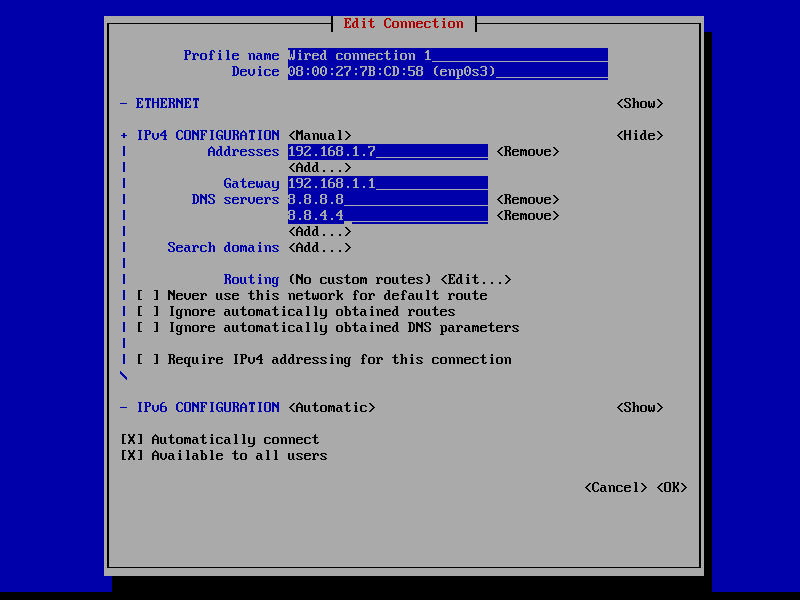 Edit Connection
Profile name Wired connection 1
Device 08:00:27:7B:CD:58 (enp0s3)
- ETHERNET <Show>
+ IPv4 CONFIGURATION <Manual> <Hide>
Addresses 192.168.1.7 <Remove>
<Add...>
Gateway 192.168.1.1
DNS servers 8.8.8.8 <Remove>
8.8.4.4 <Remove>
<Add...>
Search domains <Add...>
Routing (No custom routes) <Edit...>
[ ] Never use this network for default route
[ ] Ignore automatically obtained routes
[ ] Ignore automatically obtained DNS parameters
[ ] Require IPv4 addressing for this connection
- IPv6 CONFIGURATION <Automatic> <Show>
[X] Automatically connect
[X] Available to all users
<Cancel> <OK>